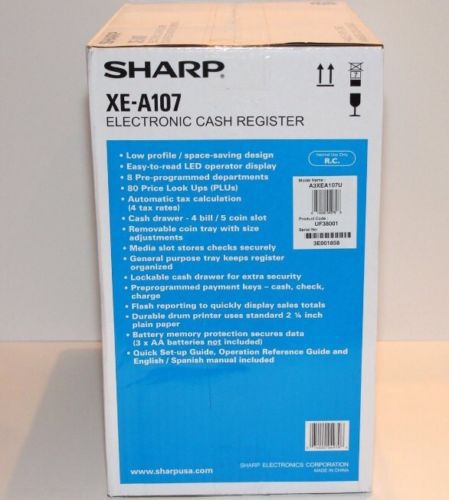 SHARP®
XE-A107
ELECTRONIC CASH REGISTER
7
• Low profile / space-saving design
• Easy-to-read LED operator display
• 8 Pre-programmed departments
• 80 Price Look Ups (PLUs)
• Automatic tax calculation
(4 tax rates)
• Cash drawer - 4 bill / 5 coin slot
• Removable coin tray with size
adjustments
• Media slot stores checks securely
• General purpose tray keeps register
organized
• Lockable cash drawer for extra security
• Preprogrammed payment keys – cash, check,
charge
• Flash reporting to quickly display sales totals
• Durable drum printer uses standard 2 ¼ inch
plain paper
• Battery memory protection secures data
(3 x AA batteries not included)
• Quick Set-up Guide, Operation Reference Guide and
English / Spanish manual included
Internal Use Only
R.C.
Model Name :
A3XEA107U
Product Code :
UF38001
Serial No :
3E001858
www.sharpusa.com
SHARP ELECTRONICS CORPORATION
PRINTED IN CHINA